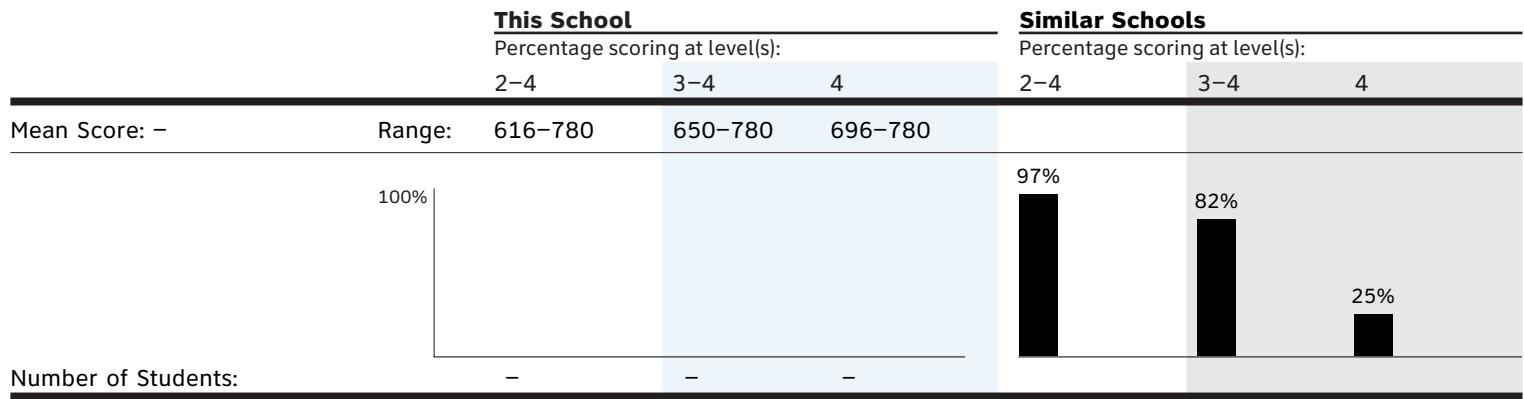 This School Similar Schools
Percentage scoring at level(s): Percentage scoring at level(s):
2–4 3–4 4 2–4 3–4 4
Mean Score: – Range: 616–780 650–780 696–780
97%
100% 82%
25%
Number of Students: – – –